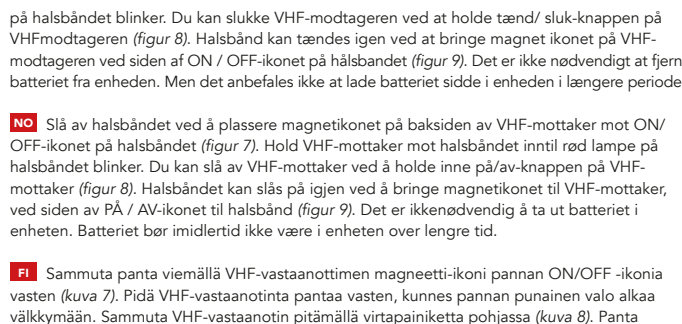 på halsbåndet blinker. Du kan slukke VHF-modtageren ved at holde tænd/ sluk-knappen på
VHFmodtageren (figur 8). Halsbånd kan tændes igen ved at bringe magnet ikonet på VHF-
modtageren ved siden af ON / OFF-ikonet på hålsbandet (figur 9). Det er ikke nødvendigt at fjern
batteriet fra enheden. Men det anbefales ikke at lade batteriet sidde i enheden i længere periode
NO Slå av halsbåndet ved å plassere magnetikonet på baksiden av VHF-mottaker mot ON/
OFF-ikonet på halsbåndet (figur 7). Hold VHF-mottaker mot halsbåndet inntil rød lampe på
halsbåndet blinker. Du kan slå av VHF-mottaker ved å holde inne på/av-knappen på VHF-
mottaker (figur 8). Halsbåndet kan slås på igjen ved å bringe magnetikonet til VHF-mottaker,
ved siden av PÅ / AV-ikonet til halsbånd (figur 9). Det er ikkenødvendig å ta ut batteriet i
enheten. Batteriet bør imidlertid ikke være i enheten over lengre tid.
FI Sammuta panta viemällä VHF-vastaanottimen magneetti-ikoni pannan ON/OFF -ikonia
vasten (kuva 7). Pidä VHF-vastaanotinta pantaa vasten, kunnes pannan punainen valo alkaa
välkkymään. Sammuta VHF-vastaanotin pitämällä virtapainiketta pohjassa (kuva 8). Panta